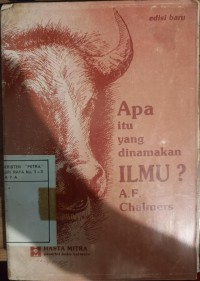 edisi baru
Apa
itu
yang
dinamakan
ILMU ?
A.F.
Chalmers
HASTA MITRA